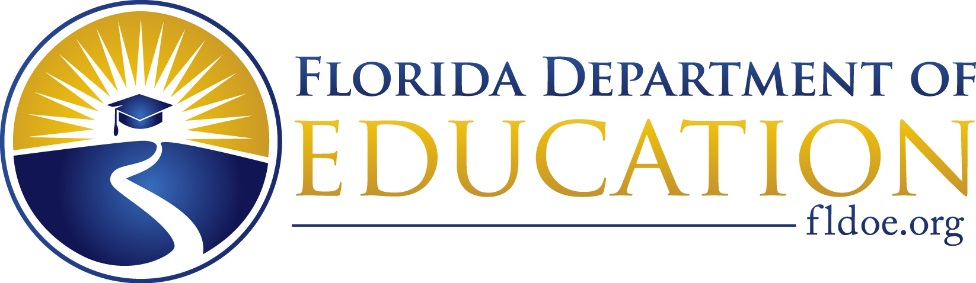 FLORIDA DEPARTMENT OF
EDUCATION
fldoe.org